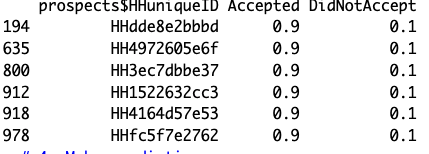 prospects$HHuniqueID Accepted DidNotAccept
194 HHdde8e2bbbd 0.9 0.1
635 HH4972605e6f 0.9 0.1
800 HH3ec7dbbe37 0.9 0.1
912 HH1522632cc3 0.9 0.1
918 HH4164d57e53 0.9 0.1
978 HHfc5f7e2762 0.9 0.1